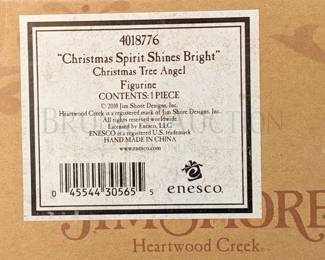 4018776
"Christmas Spirit Shines Bright"
Christmas Tree Angel
Figurine
CONTENTS: 1 PIECE
© 2010 Jim Shore Designs, Inc.
Heartwood Creek is a registered mark of Jim Shore Designs, Inc.
All rights reserved worldwide.
Licensed by Enesco, LLC
ENESCO is a registered U.S. trademark
HAND MADE IN CHINA
www.enesco.com
0 45544 30565 5
enesco.
JIM SHORE
Heartwood Creek®